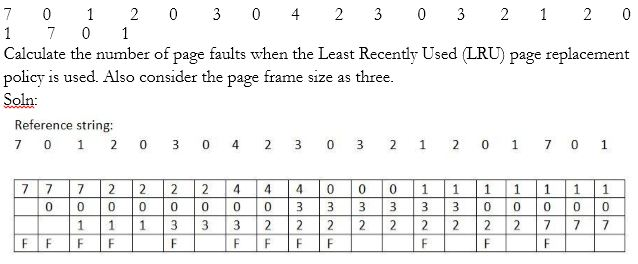 7 0 1 2 0 3 0 4 2 3 0 3 2 1 2 0
1 7 0 1
Calculate the number of page faults when the Least Recently Used (LRU) page replacement
policy is used. Also consider the page frame size as three.
Soln:
Reference string:
7 0 1 2 0 3 0 4 2 3 0 3 2 1 2 0 1 7 0 1
7 7 7 2 2 2 2 4 4 4 0 0 0 1 1 1 1 1 1 1
0 0 0 0 0 0 0 0 3 3 3 3 3 3 0 0 0 0 0
1 1 1 3 3 3 2 2 2 2 2 2 2 2 2 7 7 7
F F F F F F F F F F F F